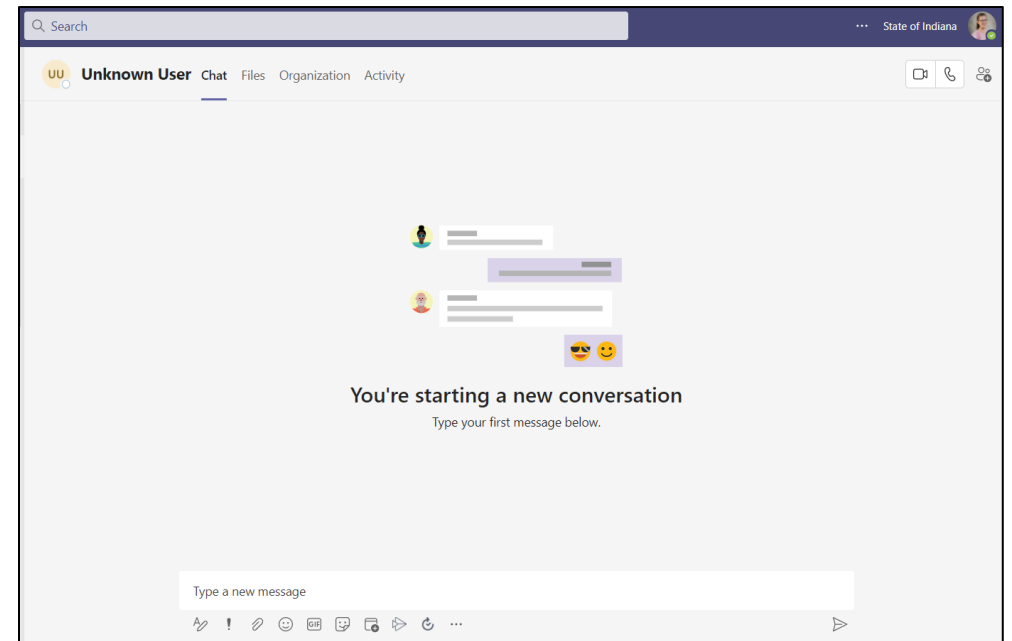 Search
State of Indiana
UU Unknown User Chat Files Organization Activity
You're starting a new conversation
Type your first message below.
Type a new message
GIF